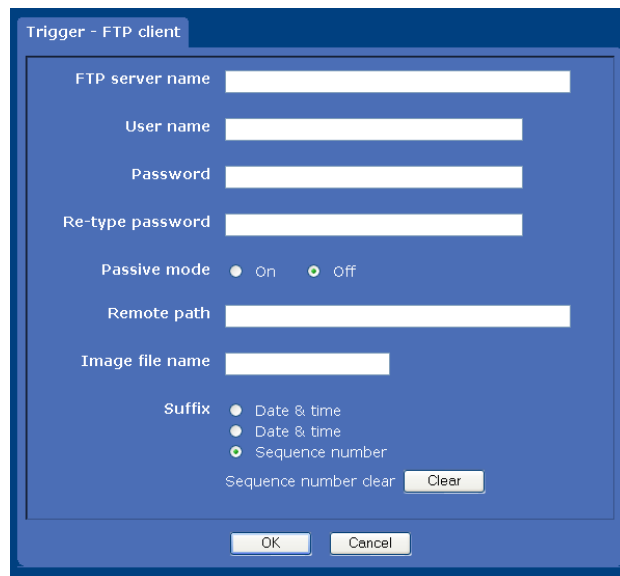 Trigger - FTP client
FTP server name
User name
Password
Re-type password
Passive mode On Off
Remote path
Image file name
Suffix Date & time
Date & time
Sequence number
Sequence number clear Clear
OK Cancel